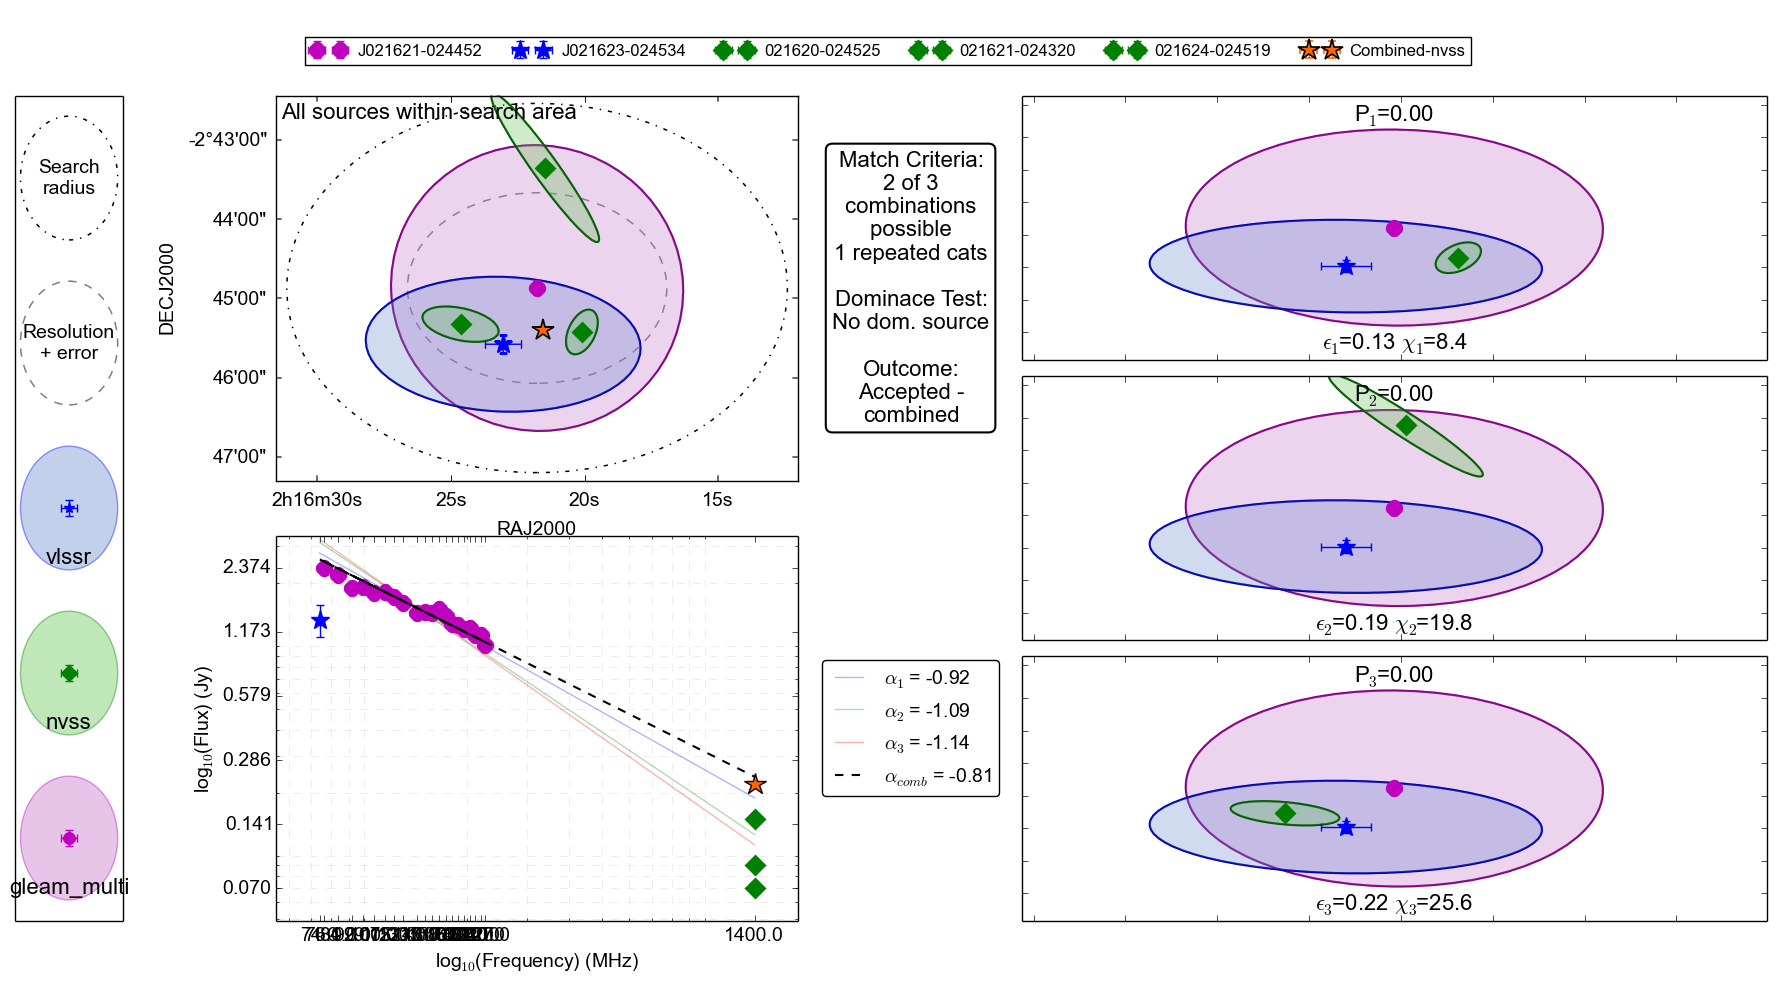 J021621-024452
J021623-024534
021620-024525
021621-024320
021624-024519
Combined-nvss
Search
radius
Resolution
+ error
vlssr
nvss
gleam_multi
All sources within search area
DECJ2000
-2°43'00"
44'00"
45'00"
46'00"
47'00"
2h16m30s
25s
20s
15s
RAJ2000
Match Criteria:
2 of 3
combinations
possible
1 repeated cats
Dominace Test:
No dom. source
Outcome:
Accepted -
combined
P1=0.00
ϵ1=0.13 χ1=8.4
P2=0.00
ϵ2=0.19 χ2=19.8
P3=0.00
ϵ3=0.22 χ3=25.6
log10(Flux) (Jy)
2.374
1.173
0.579
0.286
0.141
0.070
1400.0
log10(Frequency) (MHz)
α1 = -0.92
α2 = -1.09
α3 = -1.14
αcomb = -0.81